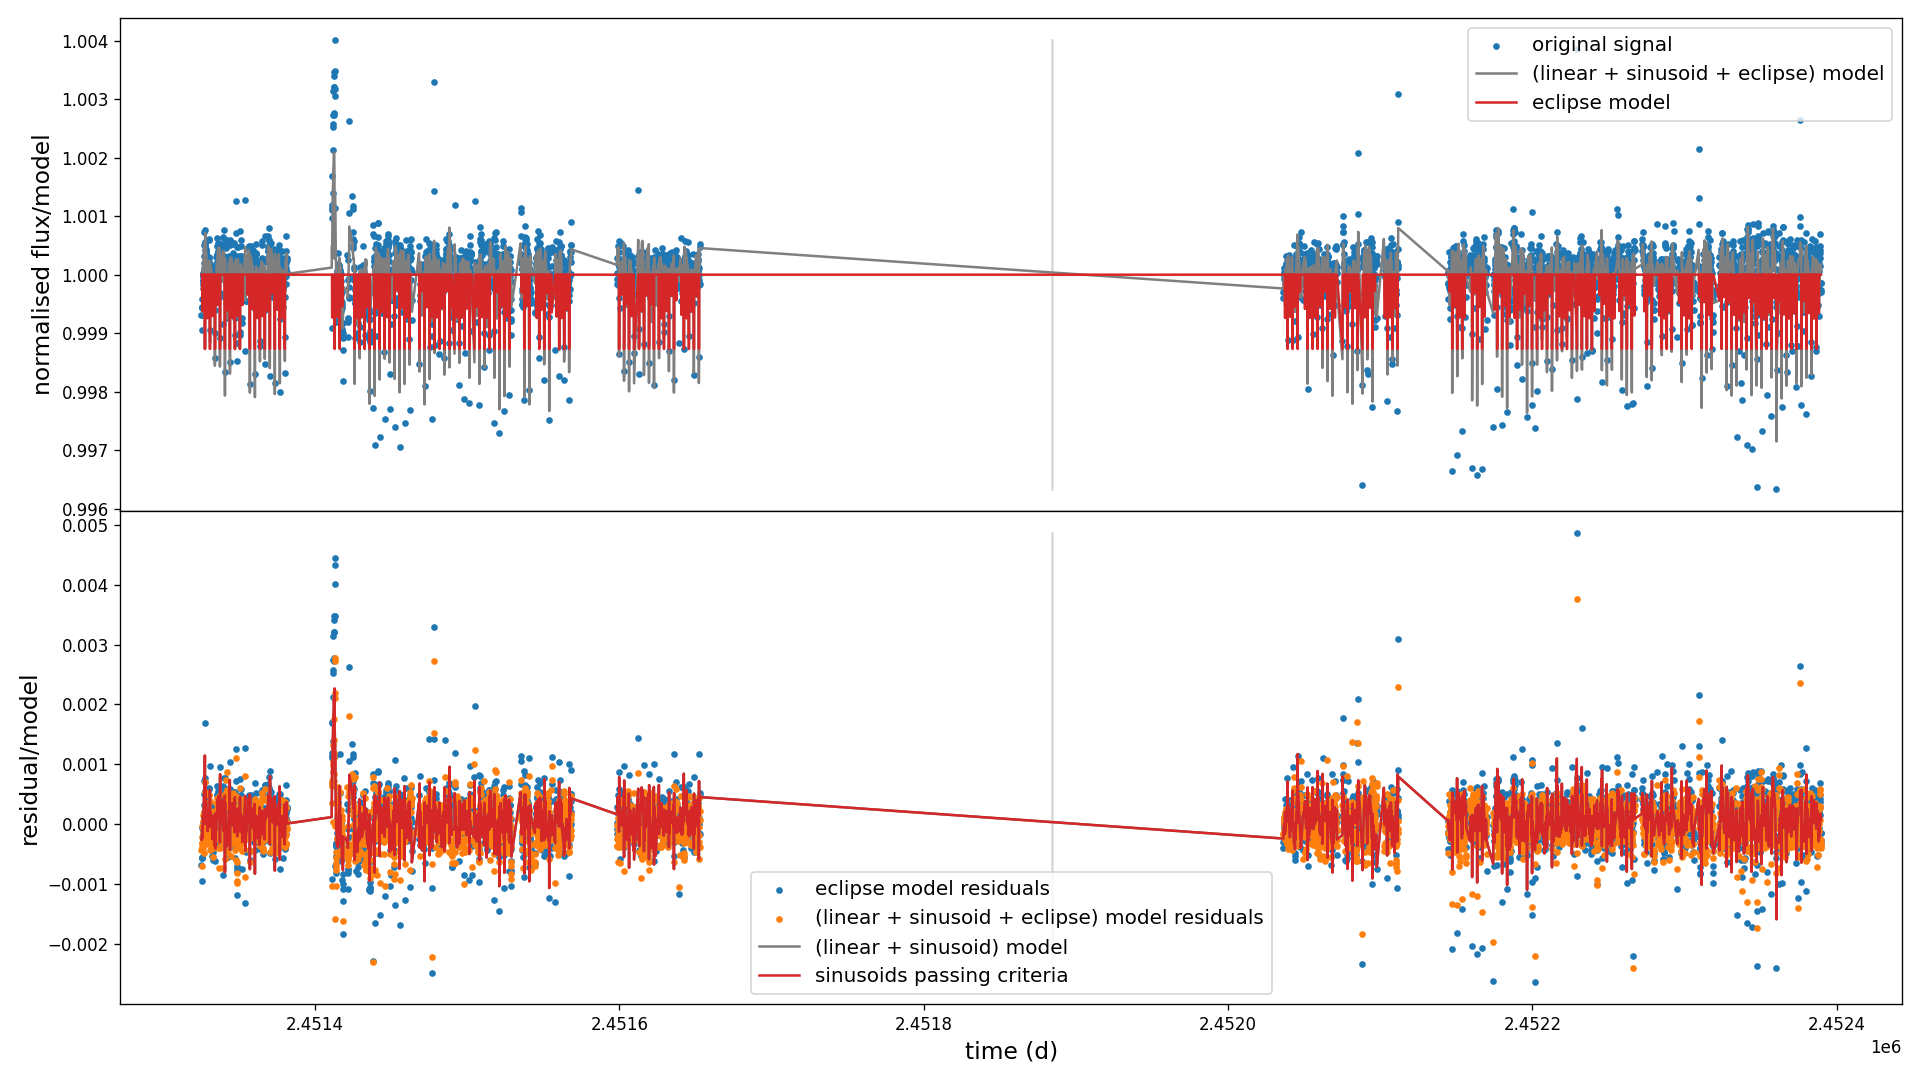 1.004
1.003
1.002
1.001
1.000
0.999
0.998
0.997
0.996
normalised flux/model
original signal
(linear + sinusoid + eclipse) model
eclipse model
0.005
0.004
0.003
0.002
0.001
0.000
−0.001
−0.002
residual/model
eclipse model residuals
(linear + sinusoid + eclipse) model residuals
(linear + sinusoid) model
sinusoids passing criteria
2.4514 2.4516 2.4518 2.4520 2.4522 2.4524
1e6
time (d)